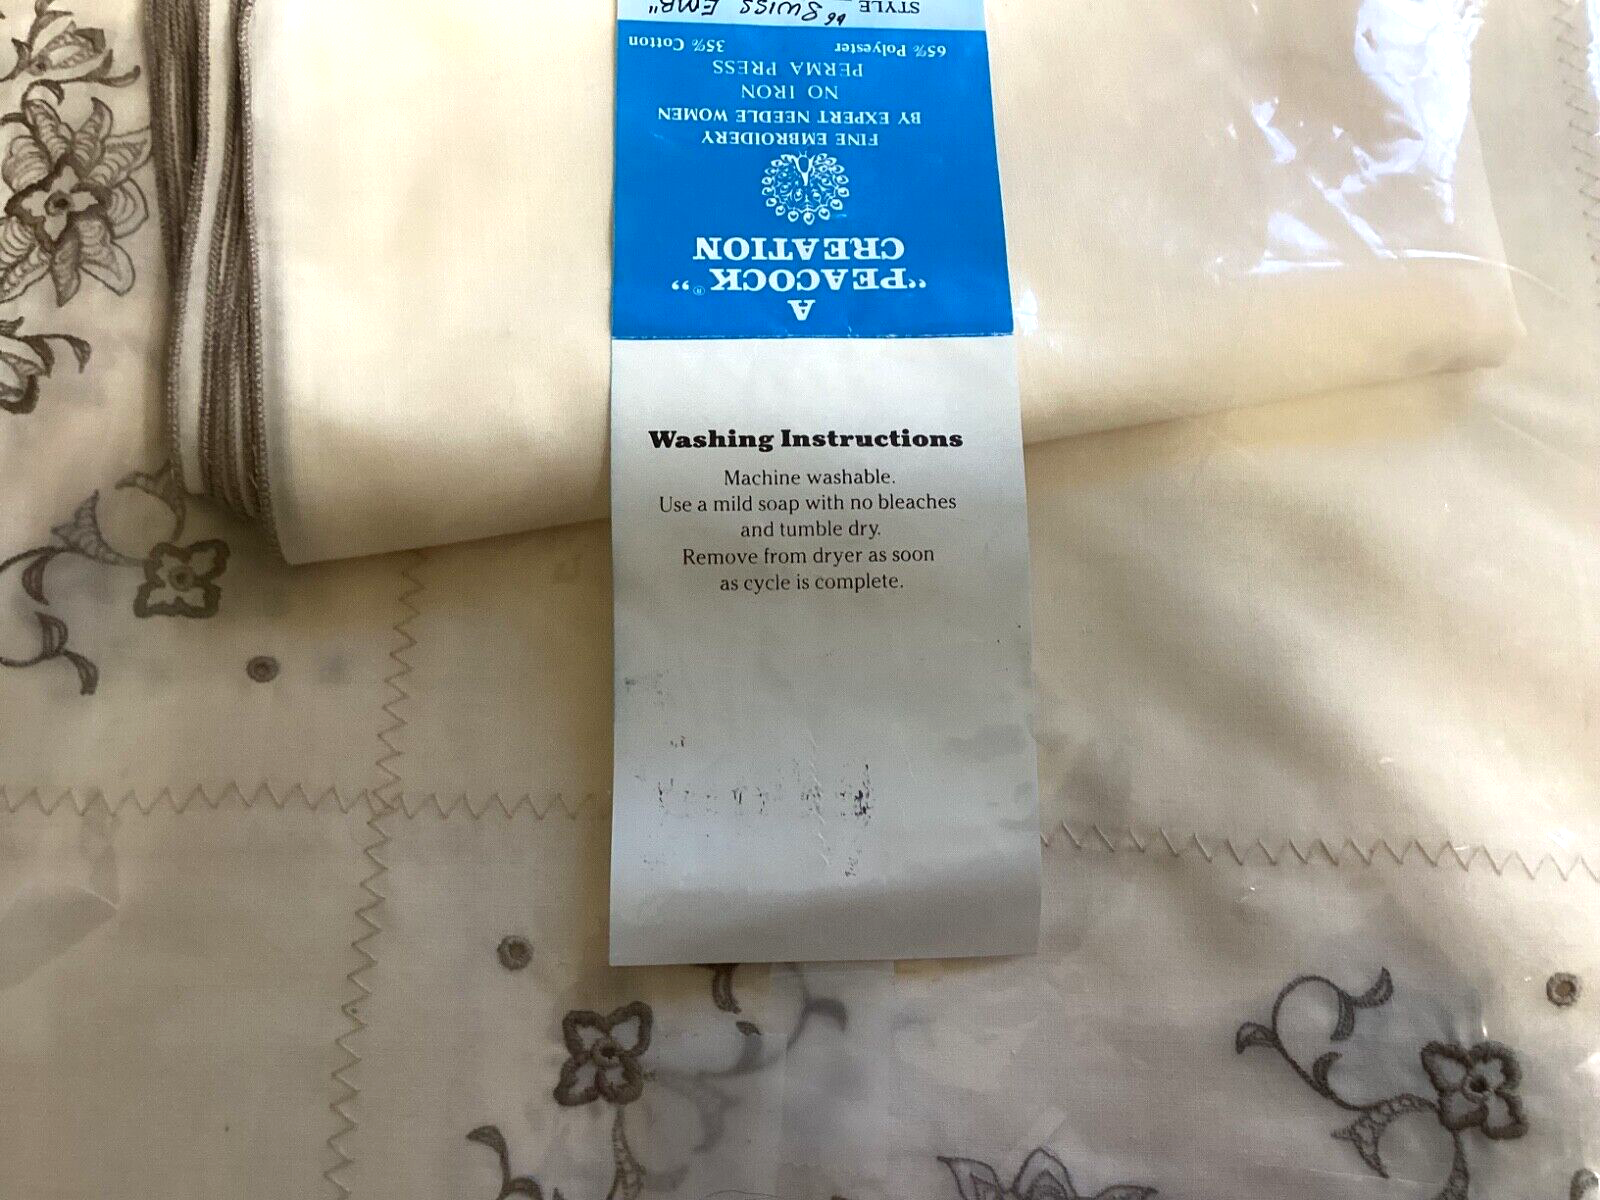 A
"PEACOCK®"
CREATION
FINE EMBROIDERY
BY EXPERT NEEDLE WOMEN
NO IRON
PERMA PRESS
65% Polyester 35% Cotton
STYLE "SWISS EMB"
Washing Instructions
Machine washable.
Use a mild soap with no bleaches
and tumble dry.
Remove from dryer as soon
as cycle is complete.